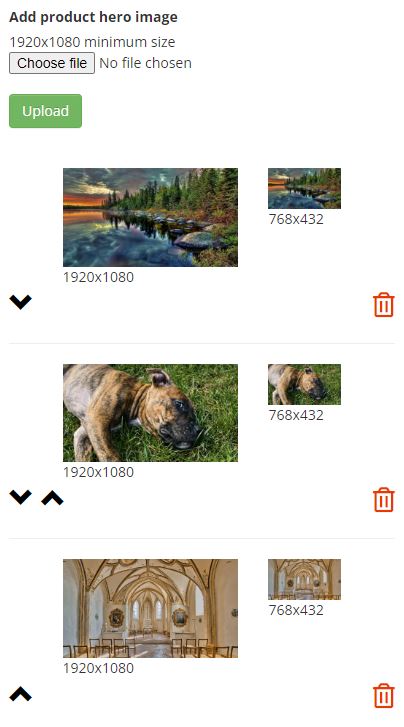 Add product hero image
1920x1080 minimum size
Choose file No file chosen
Upload
768x432
1920x1080
768x432
1920x1080
768x432
1920x1080